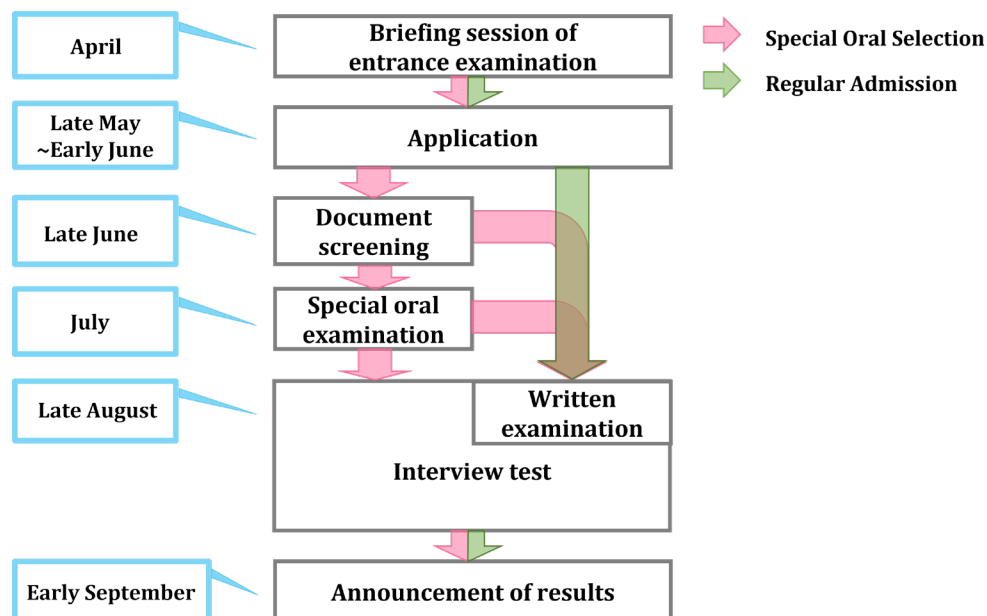 April
Briefing session of
entrance examination
Special Oral Selection
Regular Admission
Late May
~Early June
Application
Late June
Document
screening
July
Special oral
examination
Late August
Written
examination
Interview test
Early September
Announcement of results